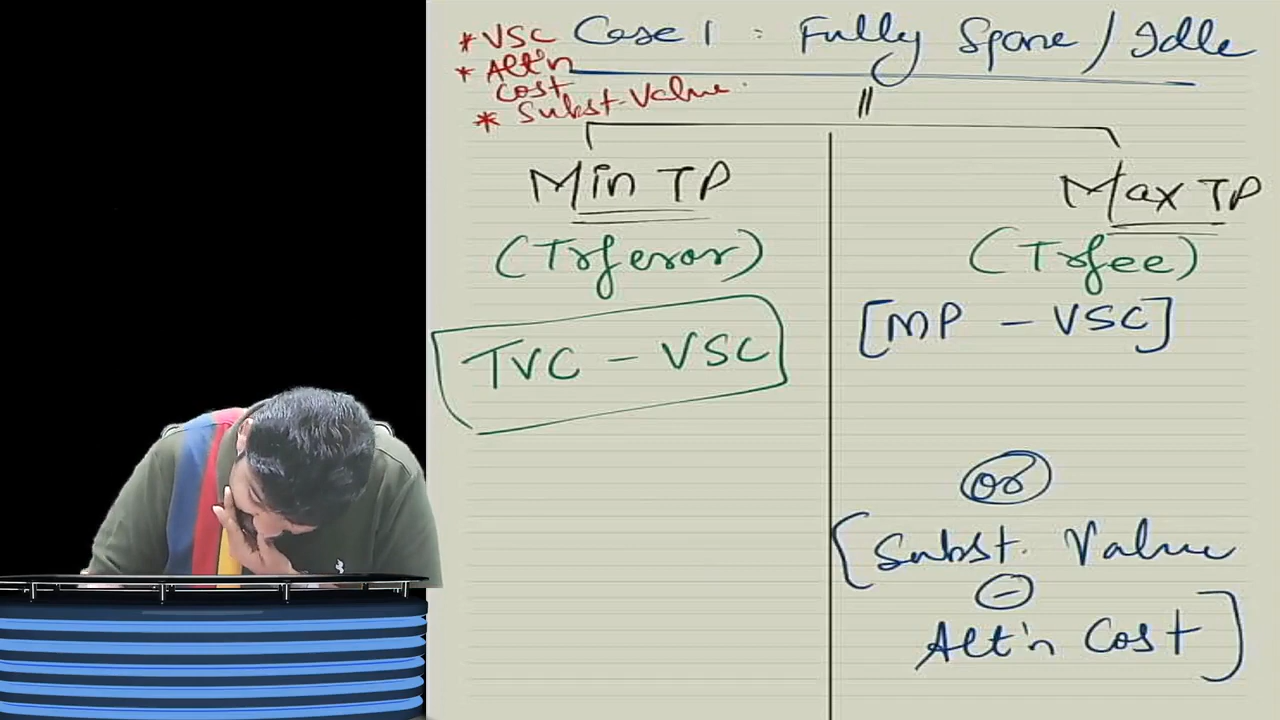 * VSC
* Alt'n
cost
* Subst. Value
Case 1 : Fully Spare / Idle
Min TP
(Trferor)
TVC - VSC
Max TP
(Trfee)
[MP - VSC]
or
[Subst. Value
-
Alt'n Cost]